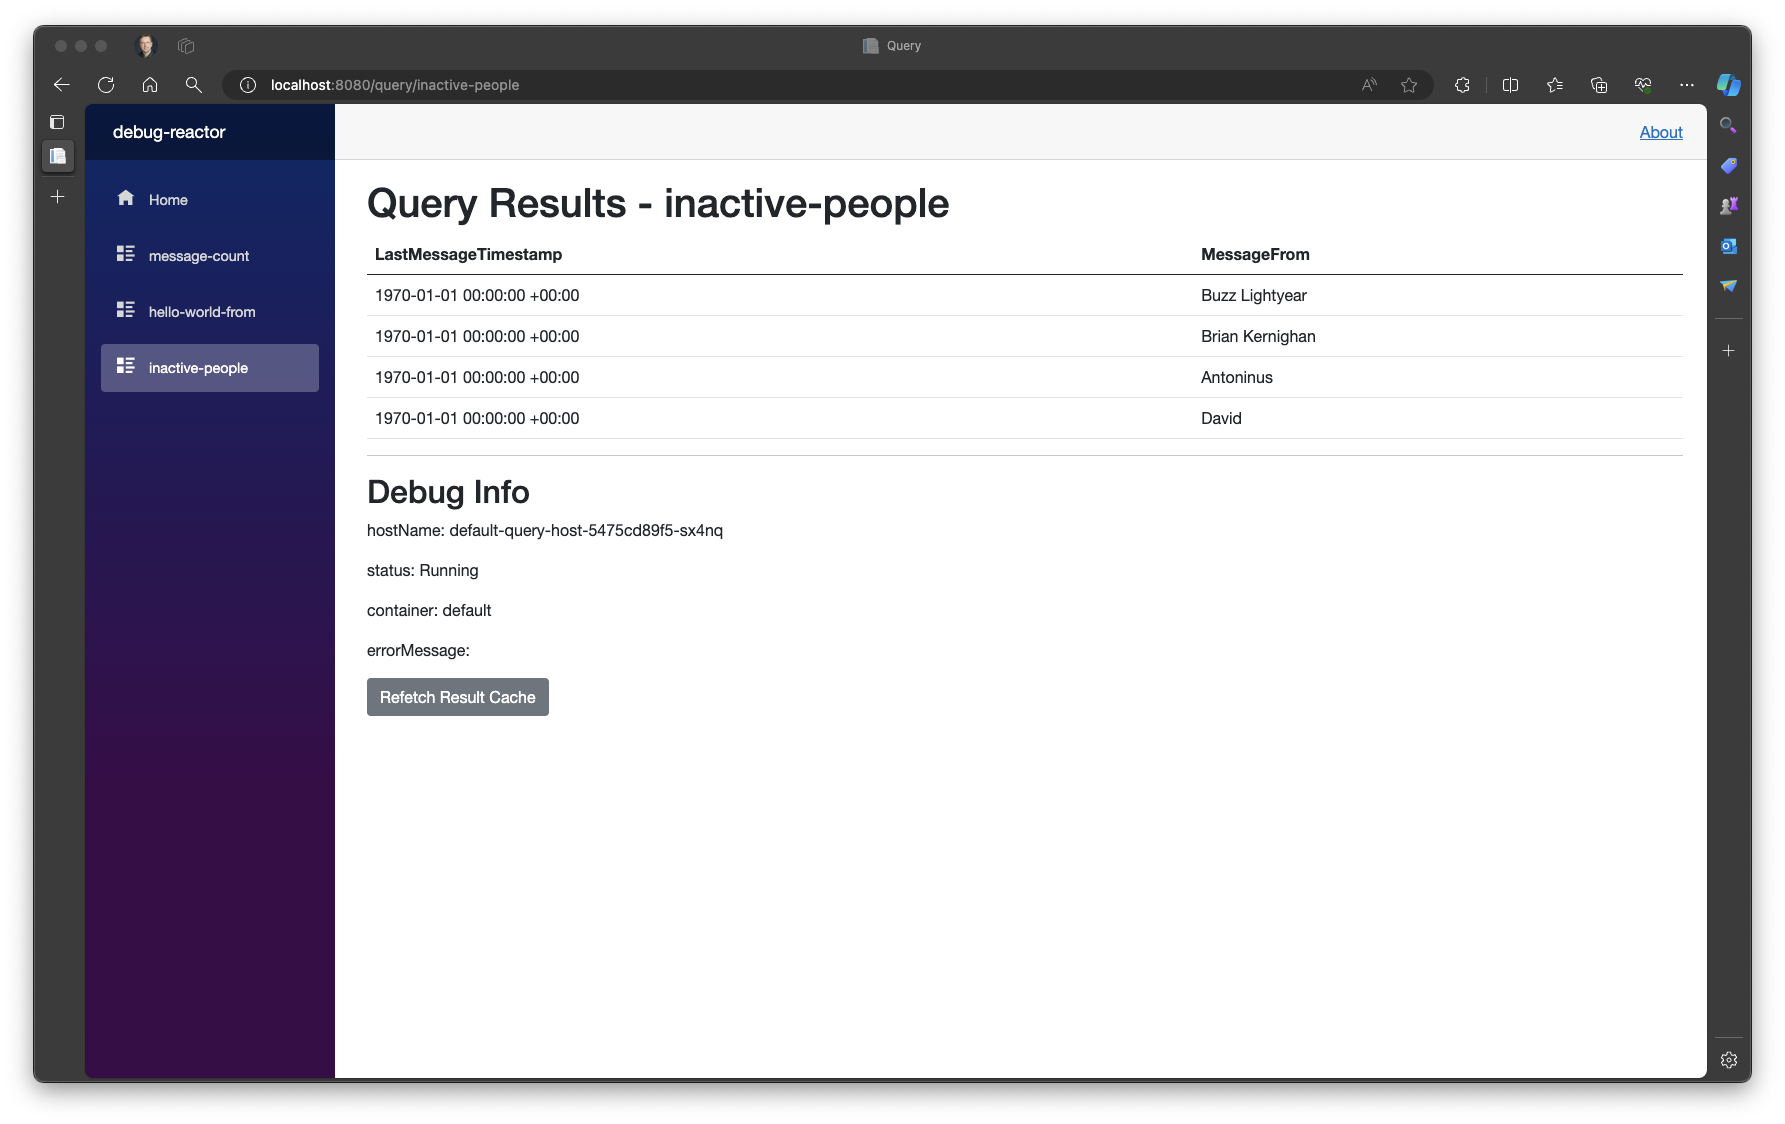 Query
localhost:8080/query/inactive-people
debug-reactor
About
Home
message-count
hello-world-from
inactive-people
Query Results - inactive-people
LastMessageTimestamp MessageFrom
1970-01-01 00:00:00 +00:00 Buzz Lightyear
1970-01-01 00:00:00 +00:00 Brian Kernighan
1970-01-01 00:00:00 +00:00 Antoninus
1970-01-01 00:00:00 +00:00 David
Debug Info
hostName: default-query-host-5475cd89f5-sx4nq
status: Running
container: default
errorMessage:
Refetch Result Cache